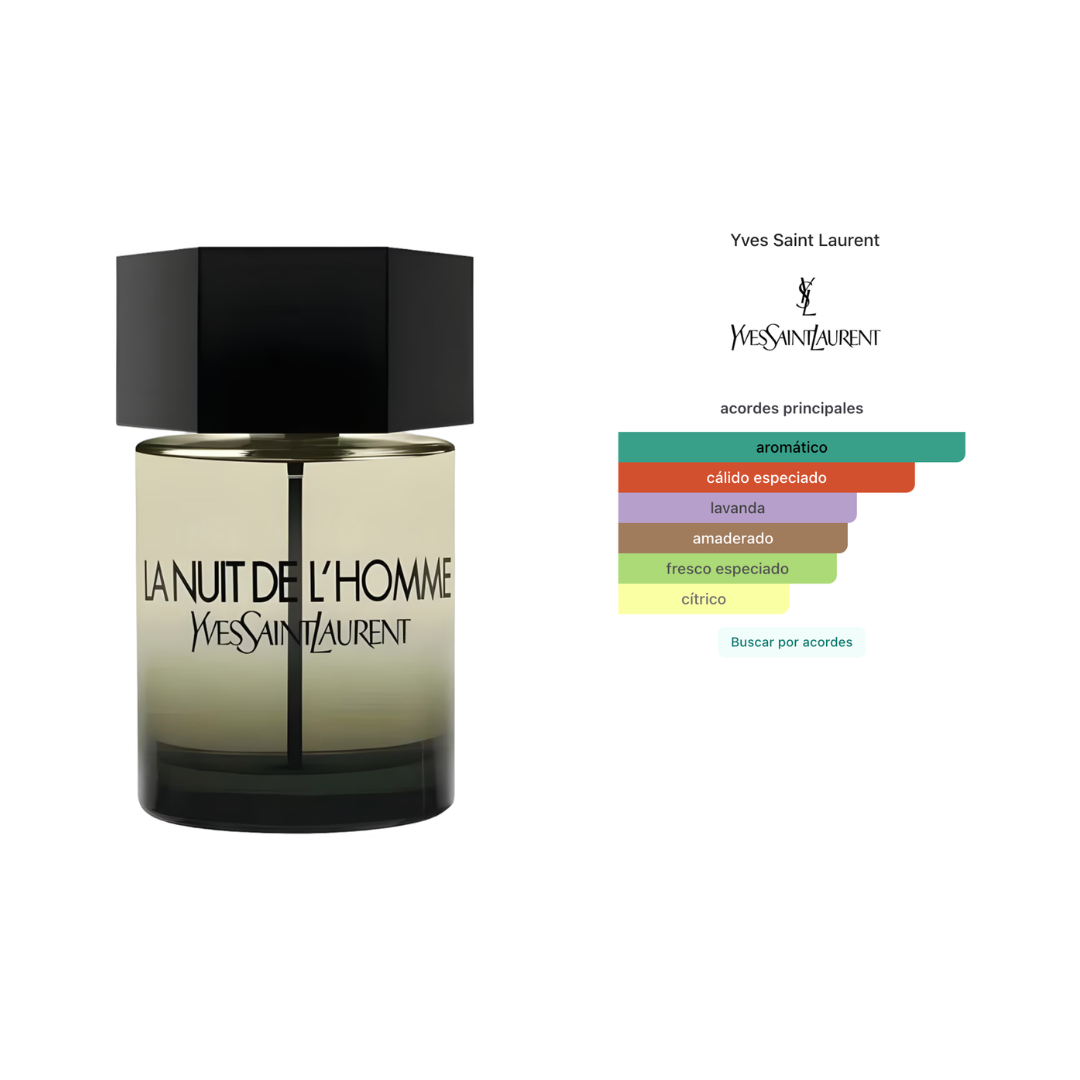 LA NUIT DE L'HOMME
YVESSAINTLAURENT
Yves Saint Laurent
YSL
YVESSAINTLAURENT
acordes principales
aromático
cálido especiado
lavanda
amaderado
fresco especiado
cítrico
Buscar por acordes